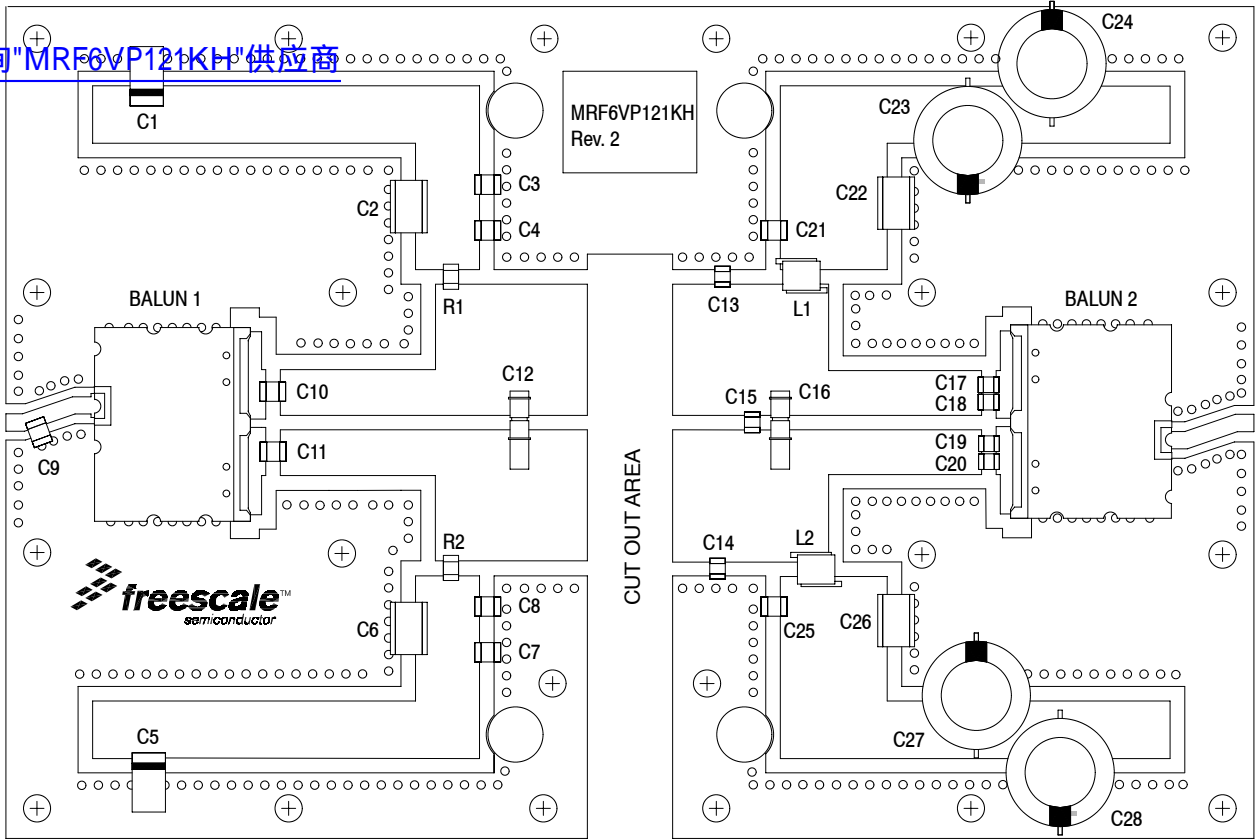 "MRF6VP121KH"供应商
C24
C1
C23
MRF6VP121KH
Rev. 2
C3
C2
C22
C4
C21
BALUN 1
R1
C13
L1
BALUN 2
C12
C10
C15
C16
C17
C18
C9
C11
C19
C20
CUT OUT AREA
R2
C14
L2
freescale™
semiconductor
C8
C6
C25
C26
C7
C5
C27
C28